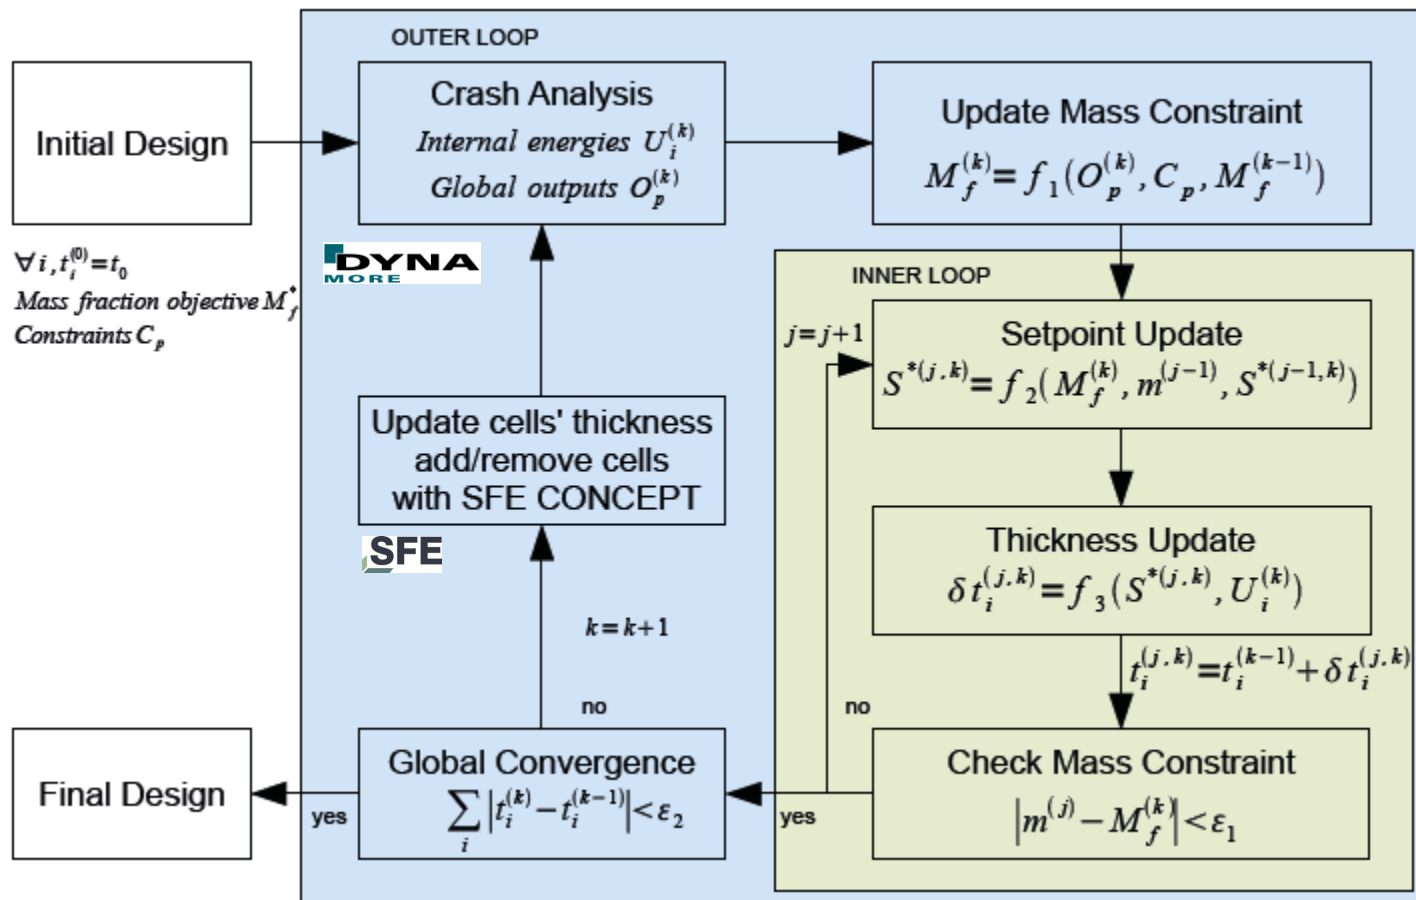 OUTER LOOP
Initial Design
∀ i, t_i^(0) = t_0
Mass fraction objective M_f^*
Constraints C_p
Crash Analysis
Internal energies U_i^(k)
Global outputs O_p^(k)
DYNA
MORE
Update Mass Constraint
M_f^(k) = f_1(O_p^(k), C_p, M_f^(k-1))
INNER LOOP
j=j+1
Setpoint Update
S^*(j,k) = f_2(M_f^(k), m^(j-1), S^*(j-1,k))
Thickness Update
δt_i^(j,k) = f_3(S^*(j,k), U_i^(k))
t_i^(j,k) = t_i^(k-1) + δt_i^(j,k)
no
Check Mass Constraint
|m^(j) - M_f^(k)| < ε_1
yes
Update cells' thickness
add/remove cells
with SFE CONCEPT
SFE
k=k+1
no
Global Convergence
∑_i |t_i^(k) - t_i^(k-1)| < ε_2
yes
Final Design